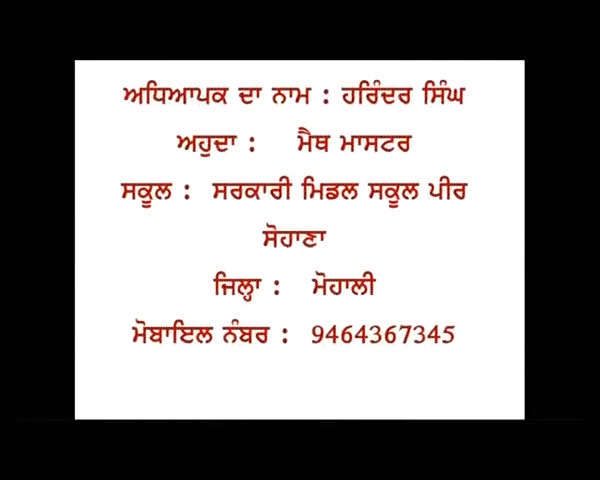 ਅਧਿਆਪਕ ਦਾ ਨਾਮ : ਹਰਿੰਦਰ ਸਿੰਘ
ਅਹੁਦਾ : ਮੈਥ ਮਾਸਟਰ
ਸਕੂਲ : ਸਰਕਾਰੀ ਮਿਡਲ ਸਕੂਲ ਪੀਰ
ਸੋਹਾਣਾ
ਜਿਲ੍ਹਾ : ਮੋਹਾਲੀ
ਮੋਬਾਇਲ ਨੰਬਰ : 9464367345